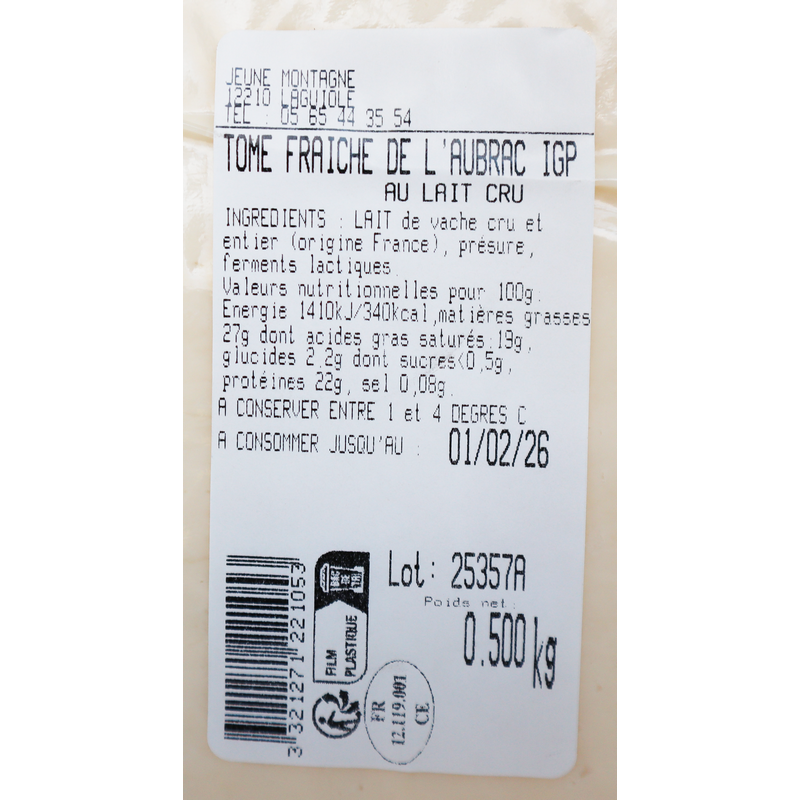 JEUNE MONTAGNE
12210 LAGUIOLE
TEL : 05 65 44 35 54
TOME FRAICHE DE L'AUBRAC IGP
AU LAIT CRU
INGREDIENTS : LAIT de vache cru et
entier (origine France), présure,
ferments lactiques.
Valeurs nutritionnelles pour 100g:
Energie 1410kJ/340kcal,matières grasses
27g dont acides gras saturés:19g,
glucides 2,2g dont sucres<0,5g,
protéines 22g, sel 0,08g.
A CONSERVER ENTRE 1 et 4 DEGRES C
A CONSOMMER JUSQU'AU : 01/02/26
Lot: 25357A
Poids net:
0.500 kg
3 321271 221053
BAC
DE
TRI
FILM
PLASTIQUE
FR
12.119.001
CE